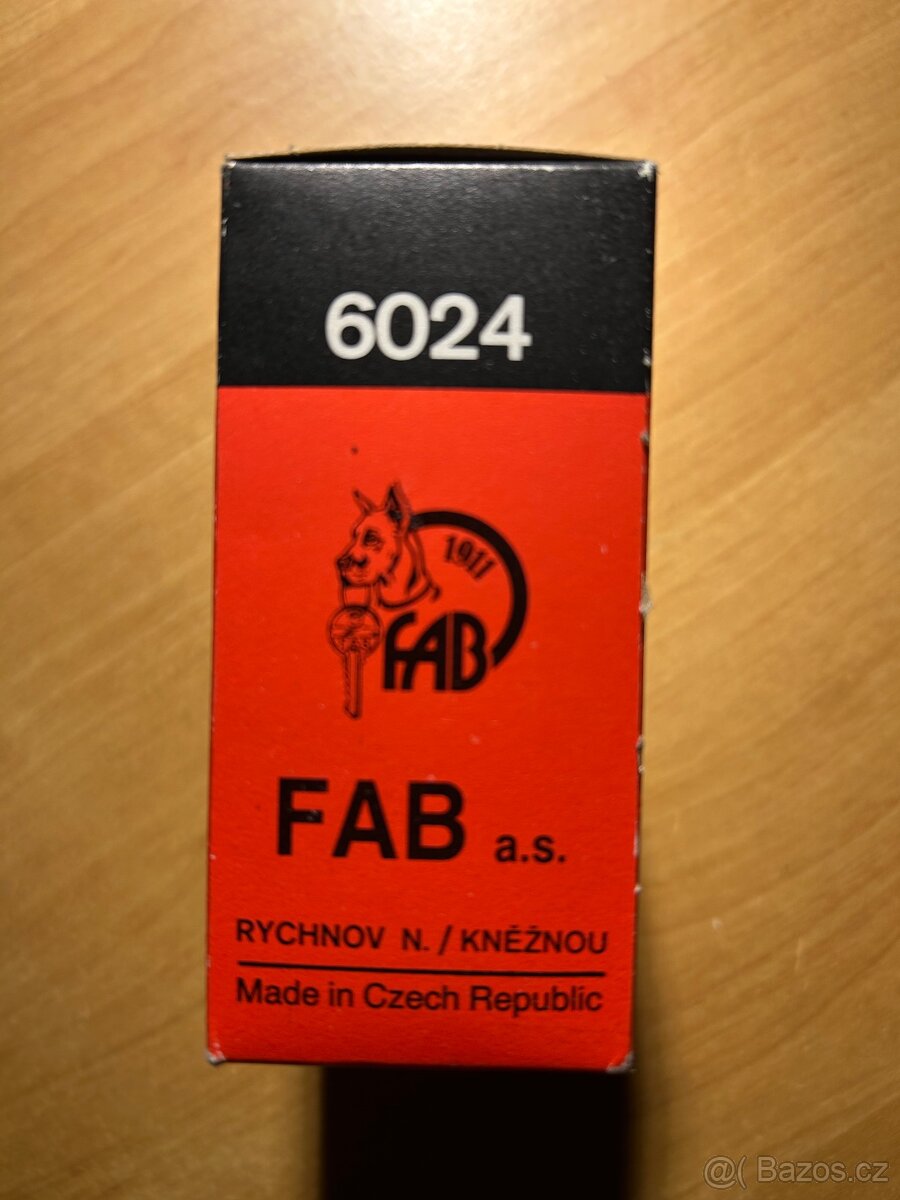 6024
1911
FAB
FAB a.s.
RYCHNOV N. / KNĚŽNOU
Made in Czech Republic
@( Bazos.cz